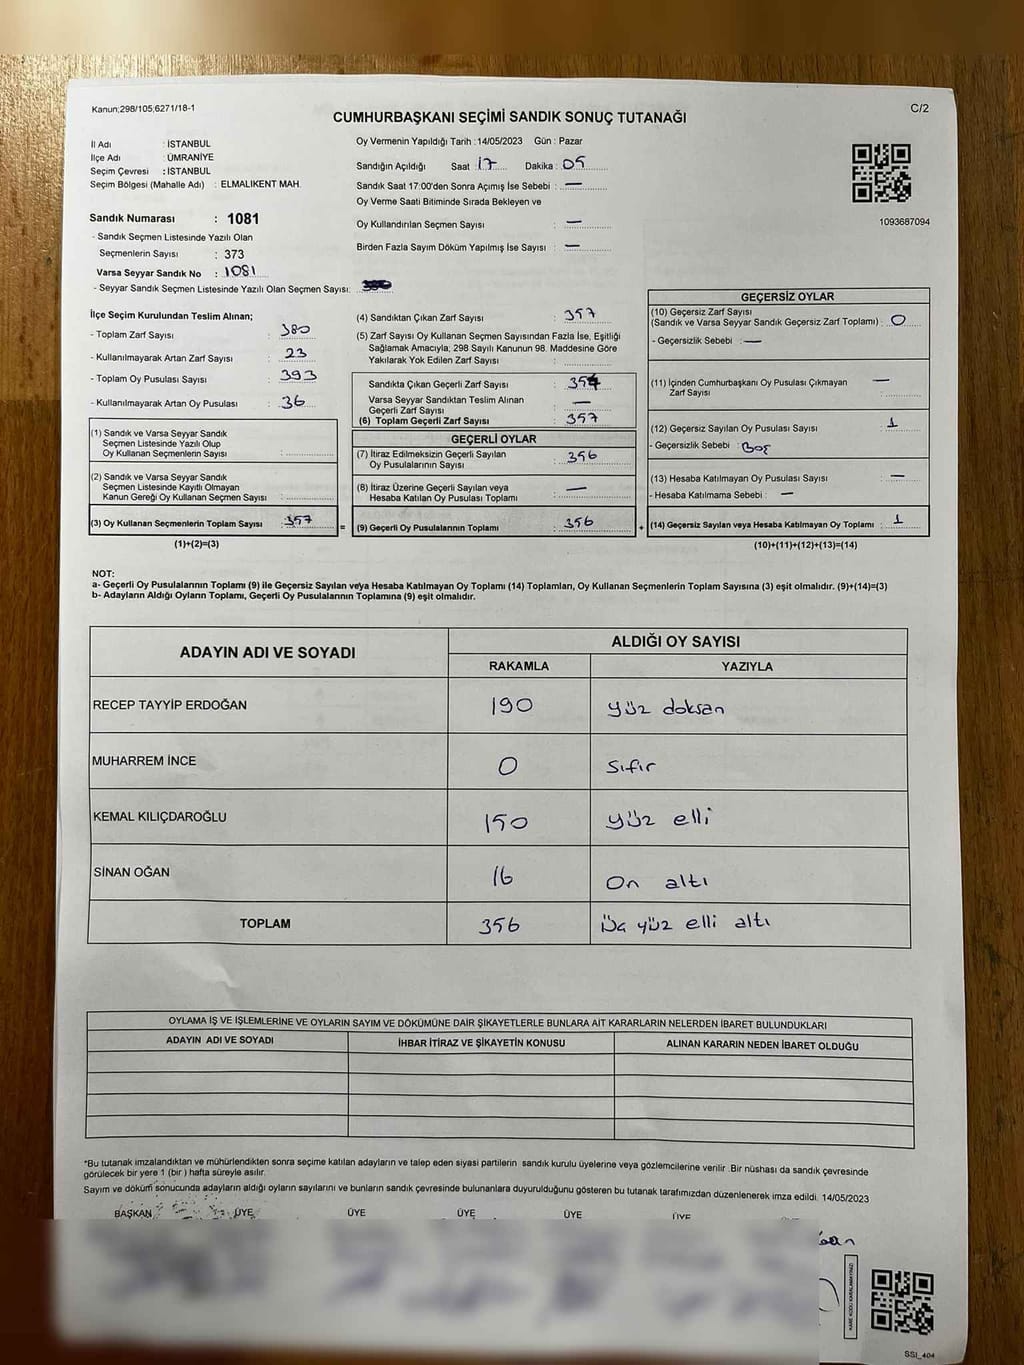 Kanun;298/105;6271/18-1
C/2
CUMHURBAŞKANI SEÇİMİ SANDIK SONUÇ TUTANAĞI
İl Adı : İSTANBUL
İlçe Adı : ÜMRANİYE
Seçim Çevresi : İSTANBUL
Seçim Bölgesi (Mahalle Adı) : ELMALIKENT MAH.
Sandık Numarası : 1081
- Sandık Seçmen Listesinde Yazılı Olan
Seçmenlerin Sayısı : 373
Varsa Seyyar Sandık No : 1081
- Seyyar Sandık Seçmen Listesinde Yazılı Olan Seçmen Sayısı:
Oy Vermenin Yapıldığı Tarih : 14/05/2023 Gün : Pazar
Sandığın Açıldığı Saat : 17 Dakika : 05
Sandık Saat 17:00'den Sonra Açımış İse Sebebi : —
Oy Verme Saati Bitiminde Sırada Bekleyen ve
Oy Kullandırılan Seçmen Sayısı : —
Birden Fazla Sayım Döküm Yapılmış İse Sayısı : —
1093687094
İlçe Seçim Kurulundan Teslim Alınan;
- Toplam Zarf Sayısı : 380
- Kullanılmayarak Artan Zarf Sayısı : 23
- Toplam Oy Pusulası Sayısı : 393
- Kullanılmayarak Artan Oy Pusulası : 36
(1) Sandık ve Varsa Seyyar Sandık
Seçmen Listesinde Yazılı Olup
Oy Kullanan Seçmenlerin Sayısı :
(2) Sandık ve Varsa Seyyar Sandık
Seçmen Listesinde Kayıtlı Olmayan
Kanun Gereği Oy Kullanan Seçmen Sayısı :
(3) Oy Kullanan Seçmenlerin Toplam Sayısı : 357
(1)+(2)=(3)
(4) Sandıktan Çıkan Zarf Sayısı : 357
(5) Zarf Sayısı Oy Kullanan Seçmen Sayısından Fazla İse, Eşitliği
Sağlamak Amacıyla; 298 Sayılı Kanunun 98. Maddesine Göre
Yakılarak Yok Edilen Zarf Sayısı :
Sandıkta Çıkan Geçerli Zarf Sayısı : 357
Varsa Seyyar Sandıktan Teslim Alınan
Geçerli Zarf Sayısı : —
(6) Toplam Geçerli Zarf Sayısı : 357
GEÇERLİ OYLAR
(7) İtiraz Edilmeksizin Geçerli Sayılan
Oy Pusulalarının Sayısı : 356
(8) İtiraz Üzerine Geçerli Sayılan veya
Hesaba Katılan Oy Pusulası Toplamı : —
= (9) Geçerli Oy Pusulalarının Toplamı : 356 +
GEÇERSİZ OYLAR
(10) Geçersiz Zarf Sayısı
(Sandık ve Varsa Seyyar Sandık Geçersiz Zarf Toplamı) : 0
- Geçersizlik Sebebi : —
(11) İçinden Cumhurbaşkanı Oy Pusulası Çıkmayan
Zarf Sayısı : —
(12) Geçersiz Sayılan Oy Pusulası Sayısı : 1
- Geçersizlik Sebebi : Boş
(13) Hesaba Katılmayan Oy Pusulası Sayısı : —
- Hesaba Katılmama Sebebi : —
(14) Geçersiz Sayılan veya Hesaba Katılmayan Oy Toplamı : 1
(10)+(11)+(12)+(13)=(14)
NOT:
a- Geçerli Oy Pusulalarının Toplamı (9) ile Geçersiz Sayılan ve/ya Hesaba Katılmayan Oy Toplamı (14) Toplamları, Oy Kullanan Seçmenlerin Toplam Sayısına (3) eşit olmalıdır. (9)+(14)=(3)
b- Adayların Aldığı Oyların Toplamı, Geçerli Oy Pusulalarının Toplamına (9) eşit olmalıdır.
ADAYIN ADI VE SOYADI
ALDIĞI OY SAYISI
RAKAMLA YAZIYLA
RECEP TAYYİP ERDOĞAN 190 yüz doksan
MUHARREM İNCE 0 sıfır
KEMAL KILIÇDAROĞLU 150 yüz elli
SİNAN OĞAN 16 On altı
TOPLAM 356 Üç yüz elli altı
OYLAMA İŞ VE İŞLEMLERİNE VE OYLARIN SAYIM VE DÖKÜMÜNE DAİR ŞİKAYETLERLE BUNLARA AİT KARARLARIN NELERDEN İBARET BULUNDUKLARI
ADAYIN ADI VE SOYADI İHBAR İTİRAZ VE ŞİKAYETİN KONUSU ALINAN KARARIN NEDEN İBARET OLDUĞU
*Bu tutanak imzalandıktan ve mühürlendikten sonra seçime katılan adayların ve talep eden siyasi partilerin sandık kurulu üyelerine veya gözlemcilerine verilir .Bir nüshası da sandık çevresinde
görülecek bir yere 1 (bir ) hafta süreyle asılır.
Sayım ve döküm sonucunda adayların aldığı oyların sayılarını ve bunların sandık çevresinde bulunanlara duyurulduğunu gösteren bu tutanak tarafımızdan düzenlenerek imza edildi. 14/05/2023
BAŞKAN ÜYE ÜYE ÜYE ÜYE ÜYE
KARE KODU KARALAMAYINIZ!
SSI_404